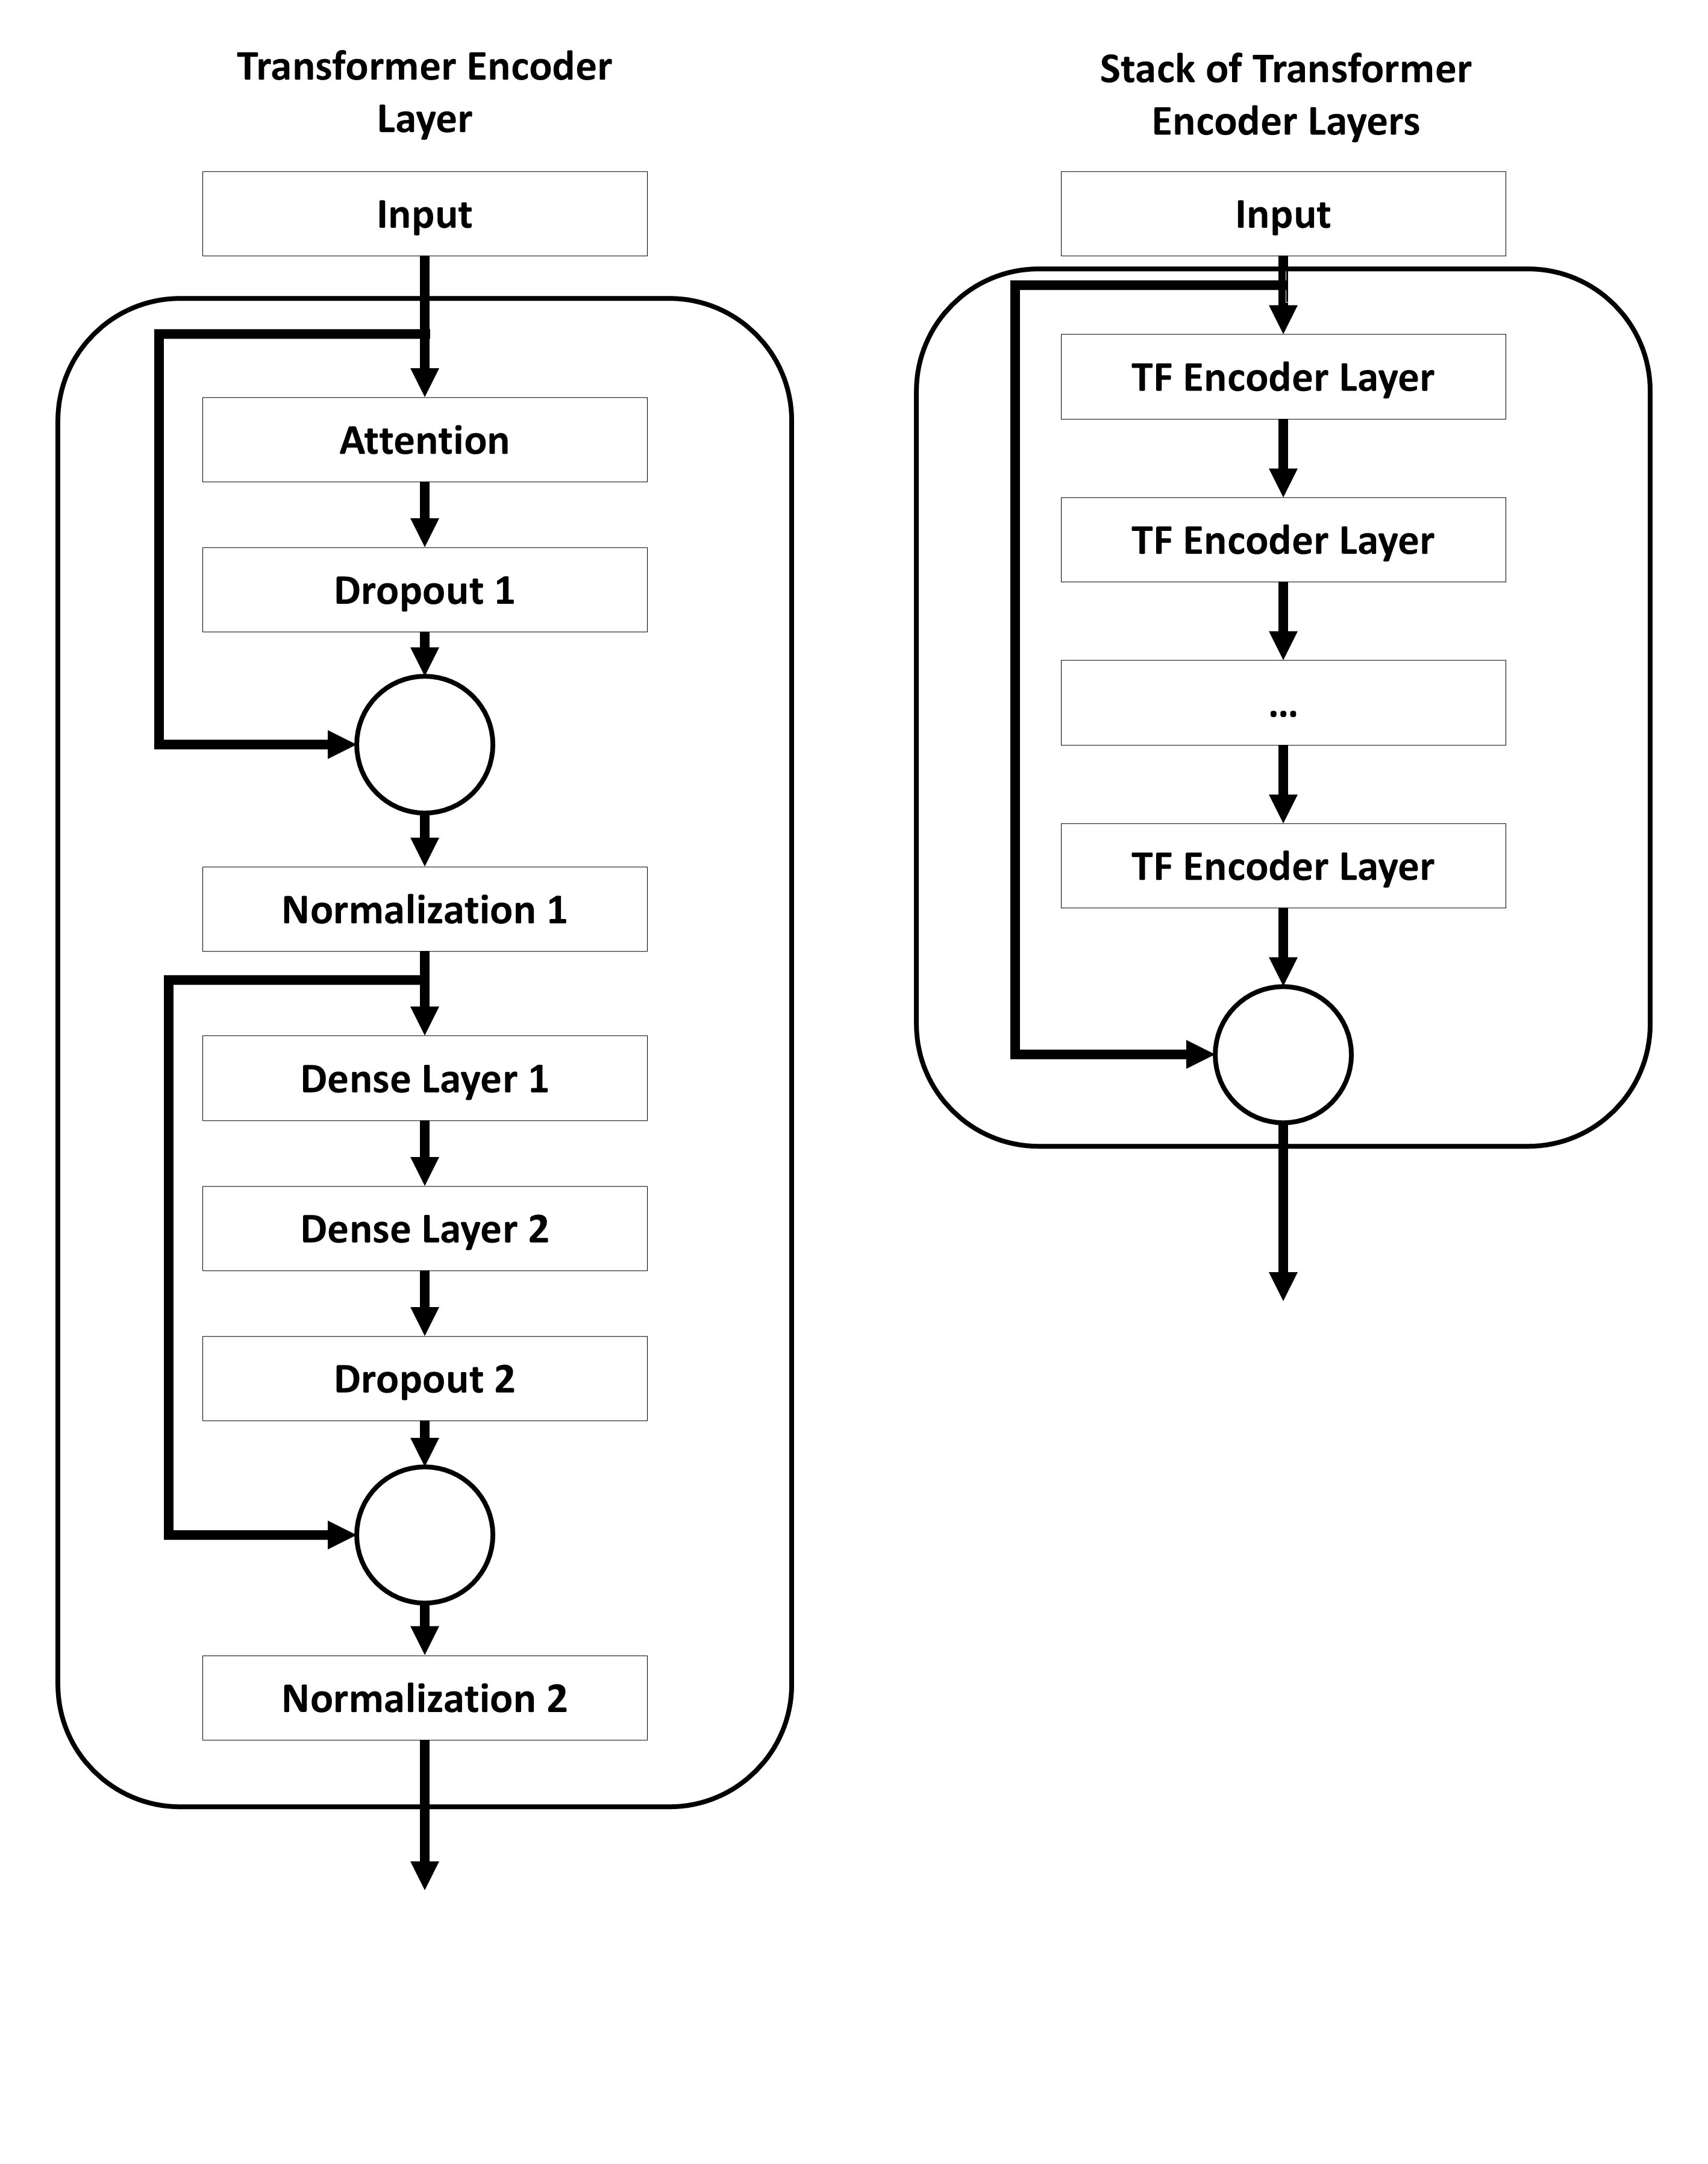 Transformer Encoder
Layer
Input
Attention
Dropout 1
Normalization 1
Dense Layer 1
Dense Layer 2
Dropout 2
Normalization 2
Stack of Transformer
Encoder Layers
Input
TF Encoder Layer
TF Encoder Layer
...
TF Encoder Layer